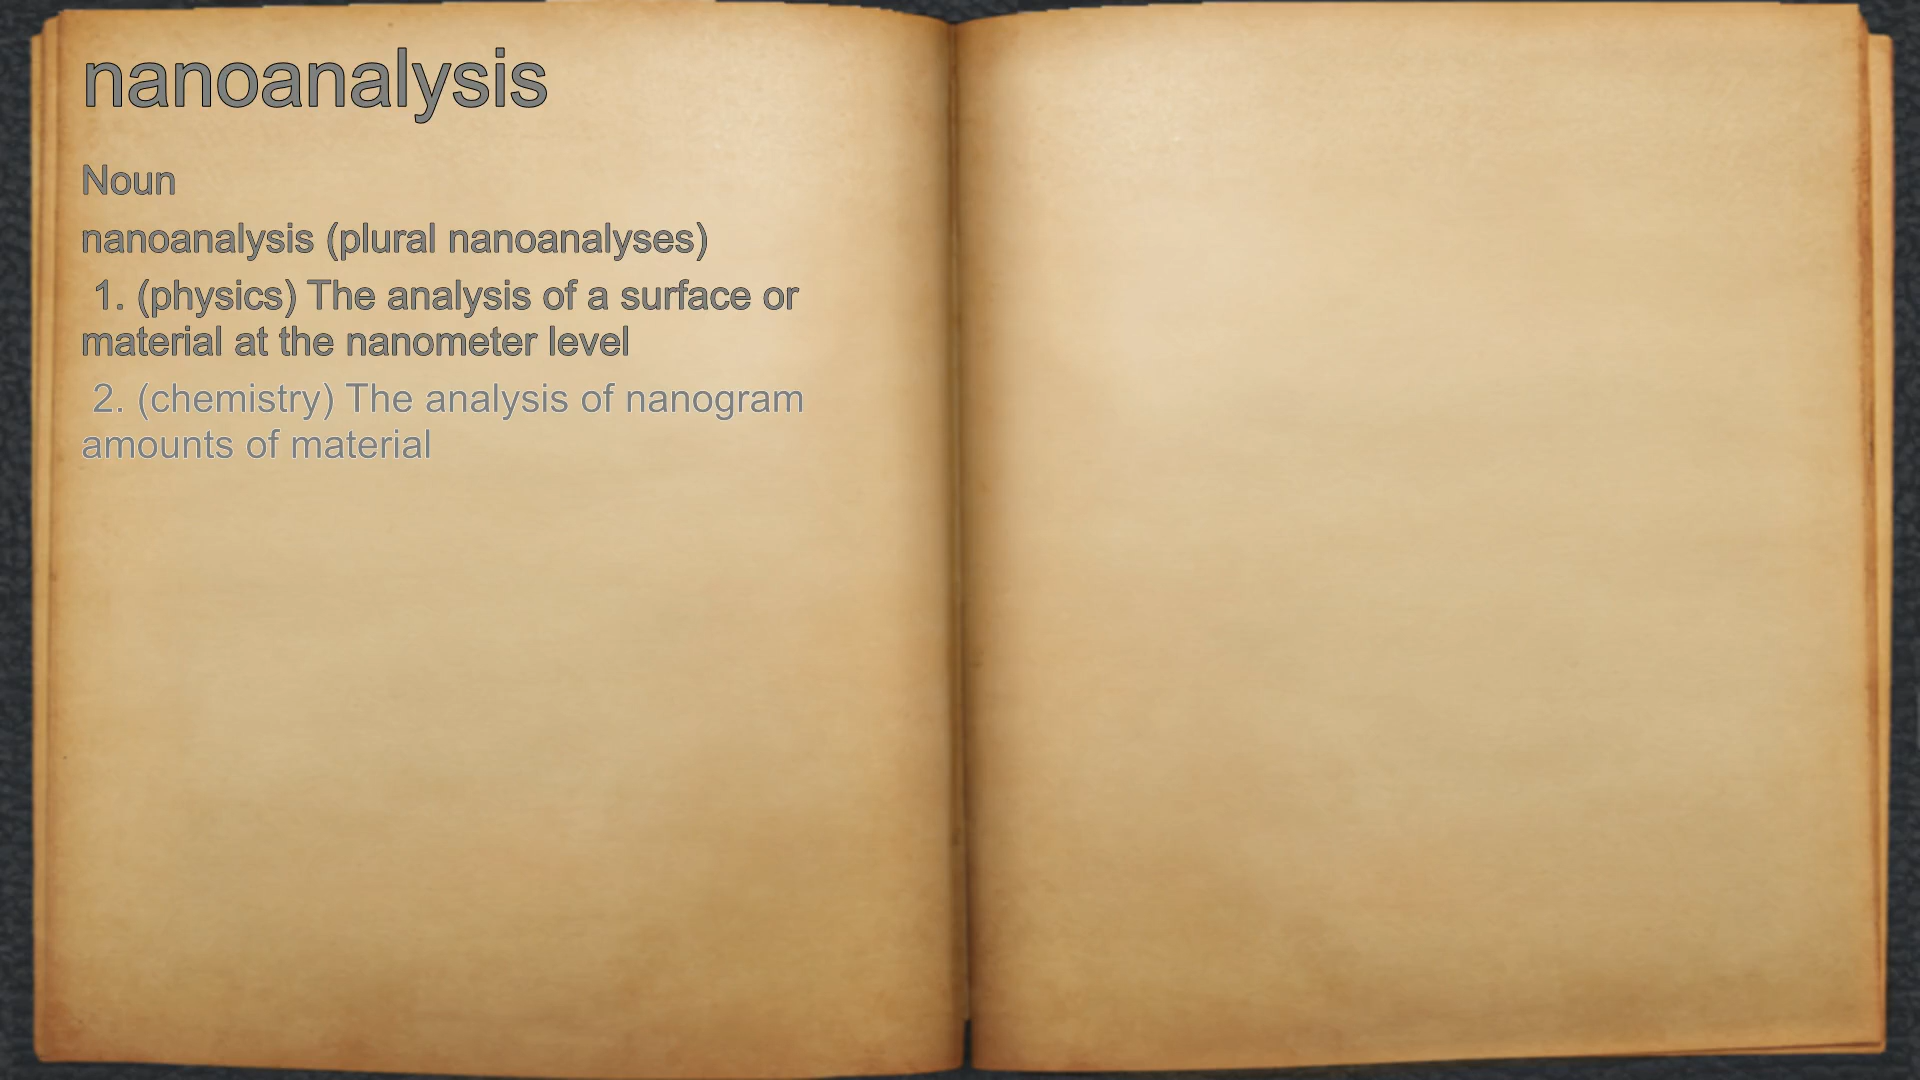 nanoanalysis
Noun
nanoanalysis (plural nanoanalyses)
1. (physics) The analysis of a surface or
material at the nanometer level
2. (chemistry) The analysis of nanogram
amounts of material